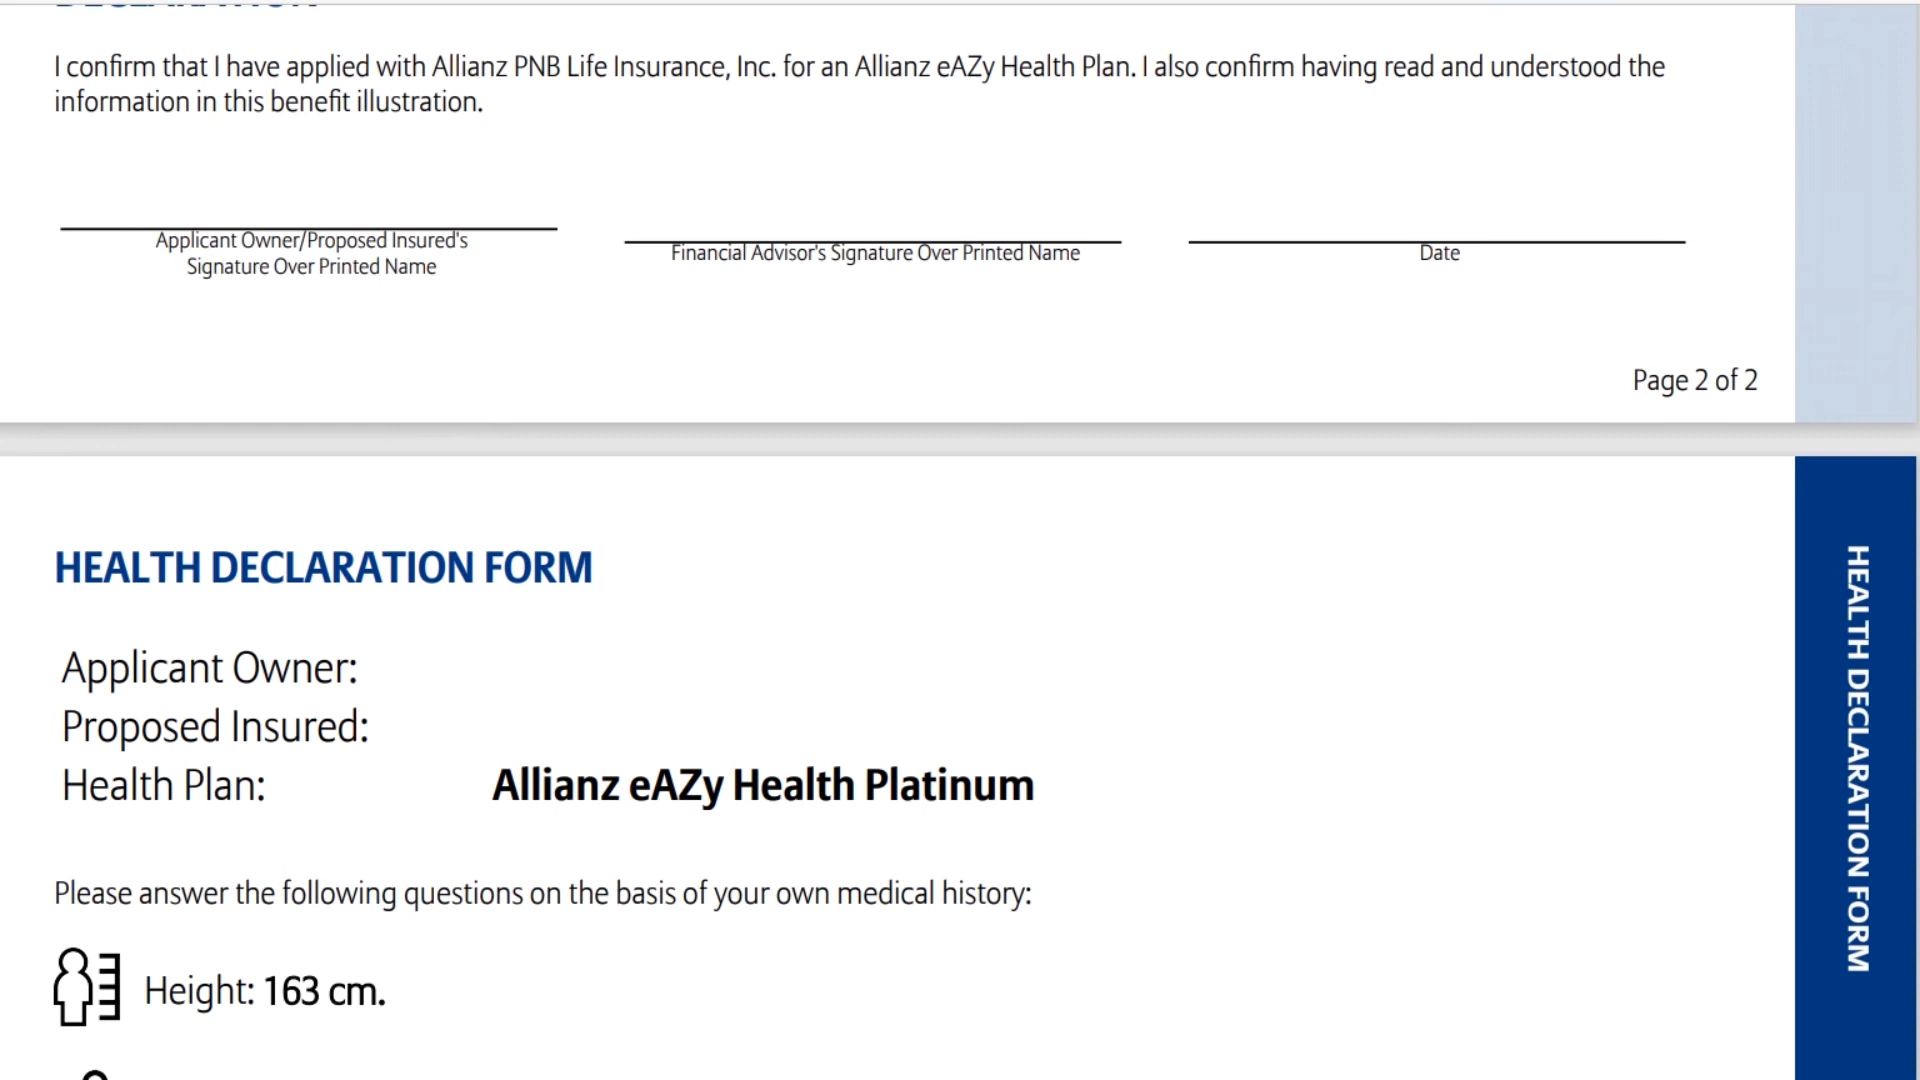 DECLARATION
I confirm that I have applied with Allianz PNB Life Insurance, Inc. for an Allianz eAZy Health Plan. I also confirm having read and understood the
information in this benefit illustration.
Applicant Owner/Proposed Insured's
Signature Over Printed Name
Financial Advisor's Signature Over Printed Name
Date
Page 2 of 2
HEALTH DECLARATION FORM
Applicant Owner:
Proposed Insured:
Health Plan: Allianz eAZy Health Platinum
Please answer the following questions on the basis of your own medical history:
Height: 163 cm.
HEALTH DECLARATION FORM